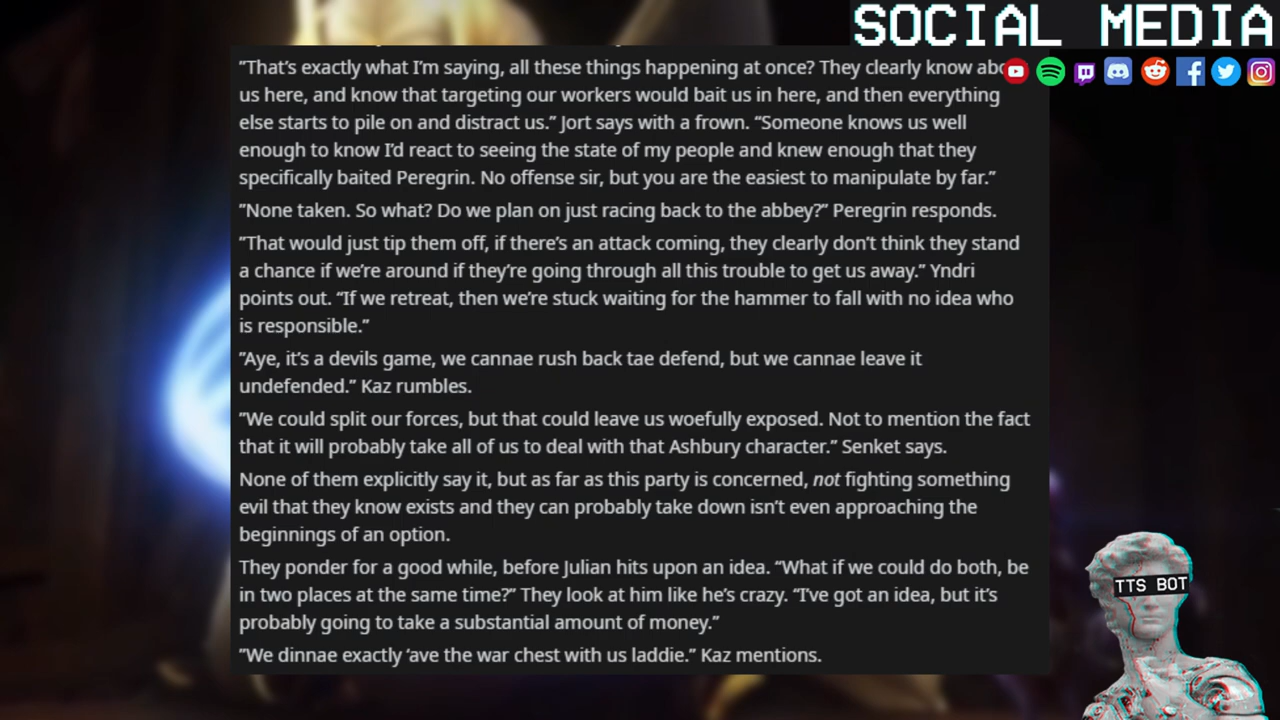 SOCIAL MEDIA
"That's exactly what I'm saying, all these things happening at once? They clearly know
us here, and know that targeting our workers would bait us in here, and then everything
else starts to pile on and distract us." Jort says with a frown. "Someone knows us well
enough to know I'd react to seeing the state of my people and knew enough that they
specifically baited Peregrin. No offense sir, but you are the easiest to manipulate by far."
"None taken. So what? Do we plan on just racing back to the abbey?" Peregrin responds.
"That would just tip them off, if there's an attack coming, they clearly don't think they stand
a chance if we're around if they're going through all this trouble to get us away." Yndri
points out. "If we retreat, then we're stuck waiting for the hammer to fall with no idea who
is responsible."
"Aye, it's a devils game, we cannae rush back tae defend, but we cannae leave it
undefended." Kaz rumbles.
"We could split our forces, but that could leave us woefully exposed. Not to mention the fact
that it will probably take all of us to deal with that Ashbury character." Senket says.
None of them explicitly say it, but as far as this party is concerned, not fighting something
evil that they know exists and they can probably take down isn't even approaching the
beginnings of an option.
They ponder for a good while, before Julian hits upon an idea. "What if we could do both, be
in two places at the same time?" They look at him like he's crazy. "I've got an idea, but it's
probably going to take a substantial amount of money."
"We dinnae exactly 'ave the war chest with us laddie." Kaz mentions.
TTS BOT